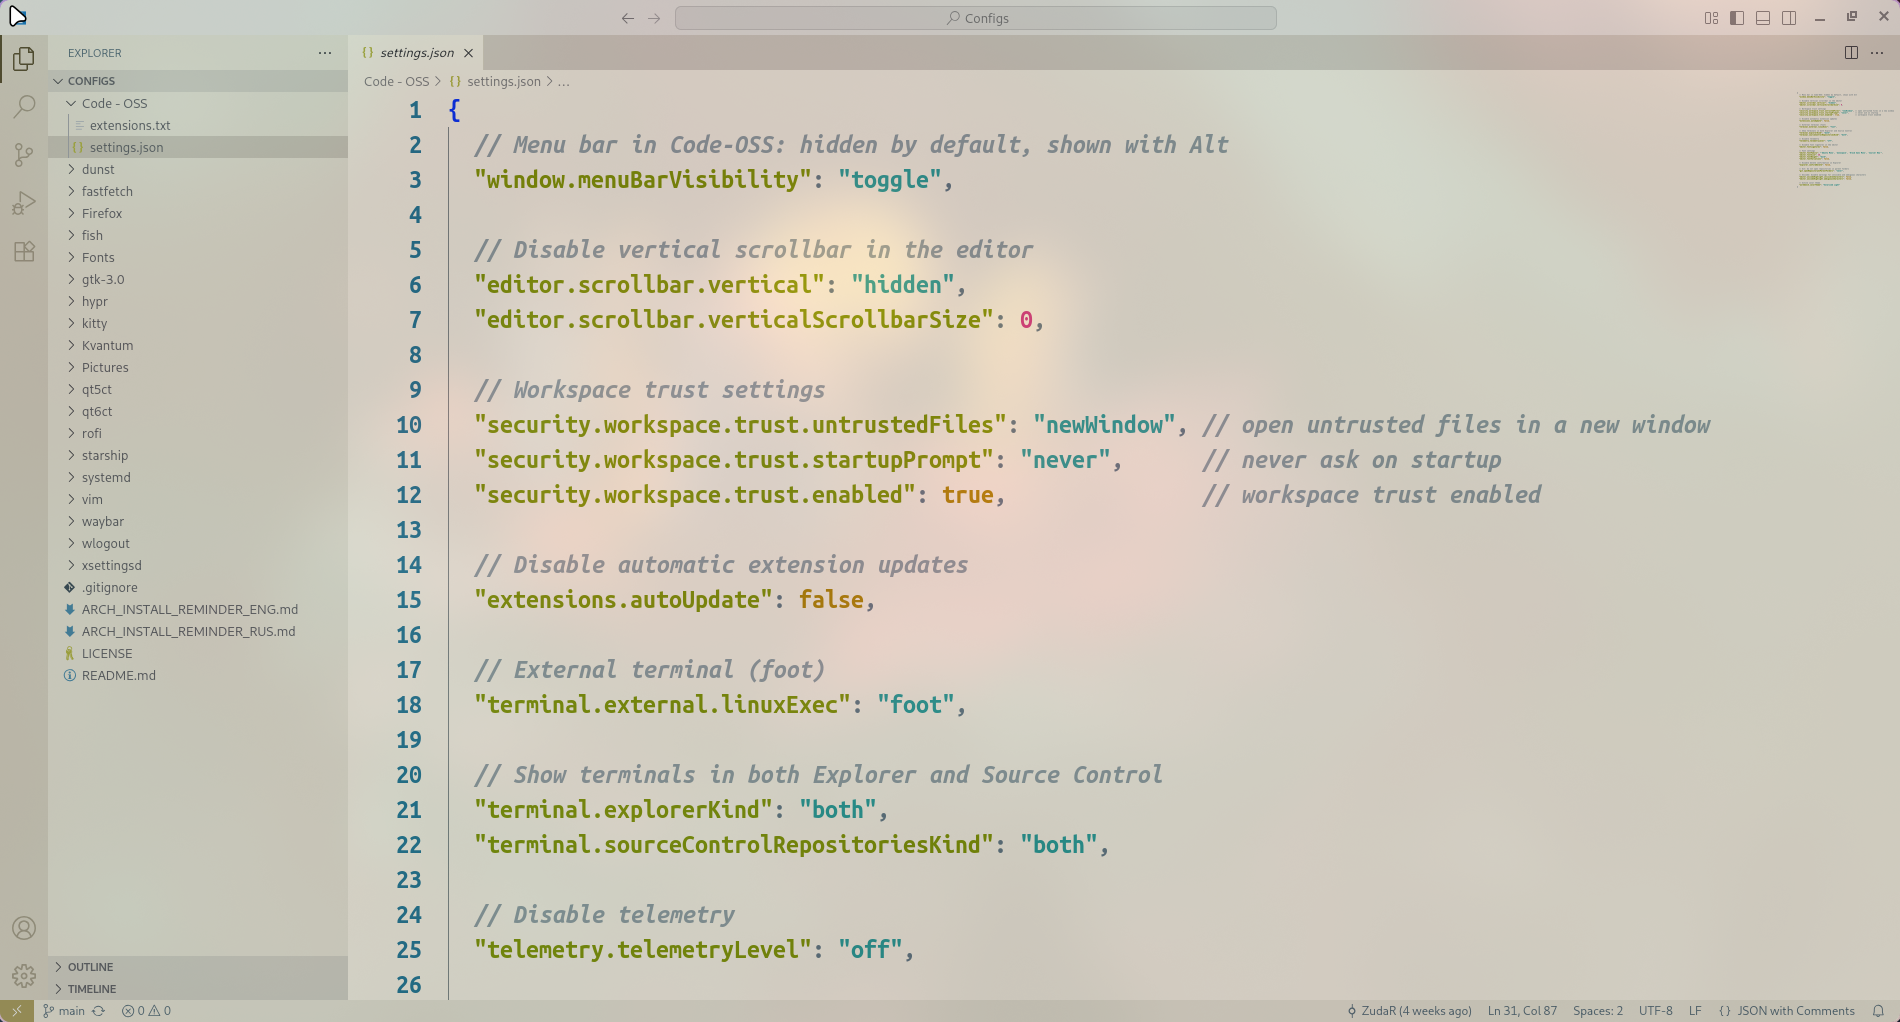 Configs
EXPLORER
CONFIGS
Code - OSS
extensions.txt
settings.json
dunst
fastfetch
Firefox
fish
Fonts
gtk-3.0
hypr
kitty
Kvantum
Pictures
qt5ct
qt6ct
rofi
starship
systemd
vim
waybar
wlogout
xsettingsd
.gitignore
ARCH_INSTALL_REMINDER_ENG.md
ARCH_INSTALL_REMINDER_RUS.md
LICENSE
README.md
OUTLINE
TIMELINE
settings.json
Code - OSS > {} settings.json > ...
1 {
2 // Menu bar in Code-OSS: hidden by default, shown with Alt
3 "window.menuBarVisibility": "toggle",
4
5 // Disable vertical scrollbar in the editor
6 "editor.scrollbar.vertical": "hidden",
7 "editor.scrollbar.verticalScrollbarSize": 0,
8
9 // Workspace trust settings
10 "security.workspace.trust.untrustedFiles": "newWindow", // open untrusted files in a new window
11 "security.workspace.trust.startupPrompt": "never", // never ask on startup
12 "security.workspace.trust.enabled": true, // workspace trust enabled
13
14 // Disable automatic extension updates
15 "extensions.autoUpdate": false,
16
17 // External terminal (foot)
18 "terminal.external.linuxExec": "foot",
19
20 // Show terminals in both Explorer and Source Control
21 "terminal.explorerKind": "both",
22 "terminal.sourceControlRepositoriesKind": "both",
23
24 // Disable telemetry
25 "telemetry.telemetryLevel": "off",
26
main 0 0 ZudaR (4 weeks ago) Ln 31, Col 87 Spaces: 2 UTF-8 LF {} JSON with Comments